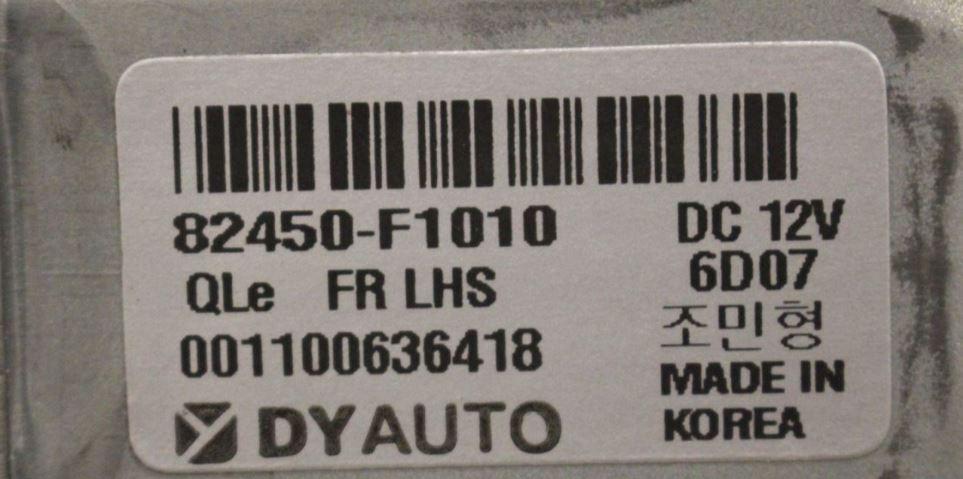 82450-F1010 DC 12V
QLe FR LHS 6D07
조민형
001100636418
MADE IN
DYAUTO KOREA